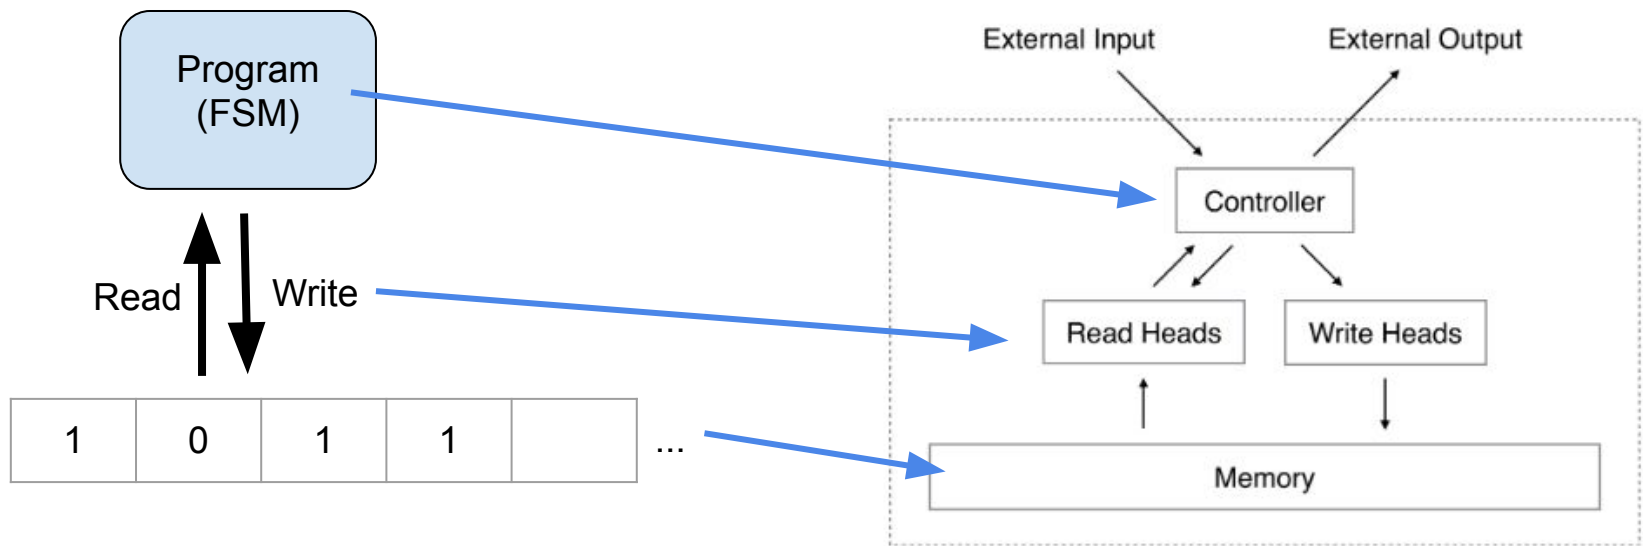 Program
(FSM)
Read
Write
1 0 1 1 ...
External Input
External Output
Controller
Read Heads
Write Heads
Memory